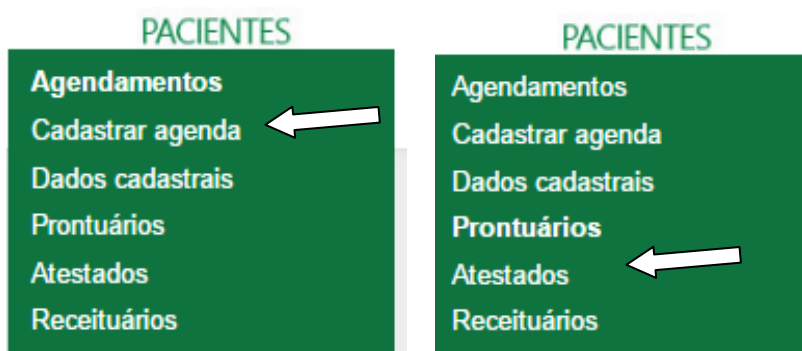 PACIENTES
Agendamentos
Cadastrar agenda
Dados cadastrais
Prontuários
Atestados
Receituários
PACIENTES
Agendamentos
Cadastrar agenda
Dados cadastrais
Prontuários
Atestados
Receituários